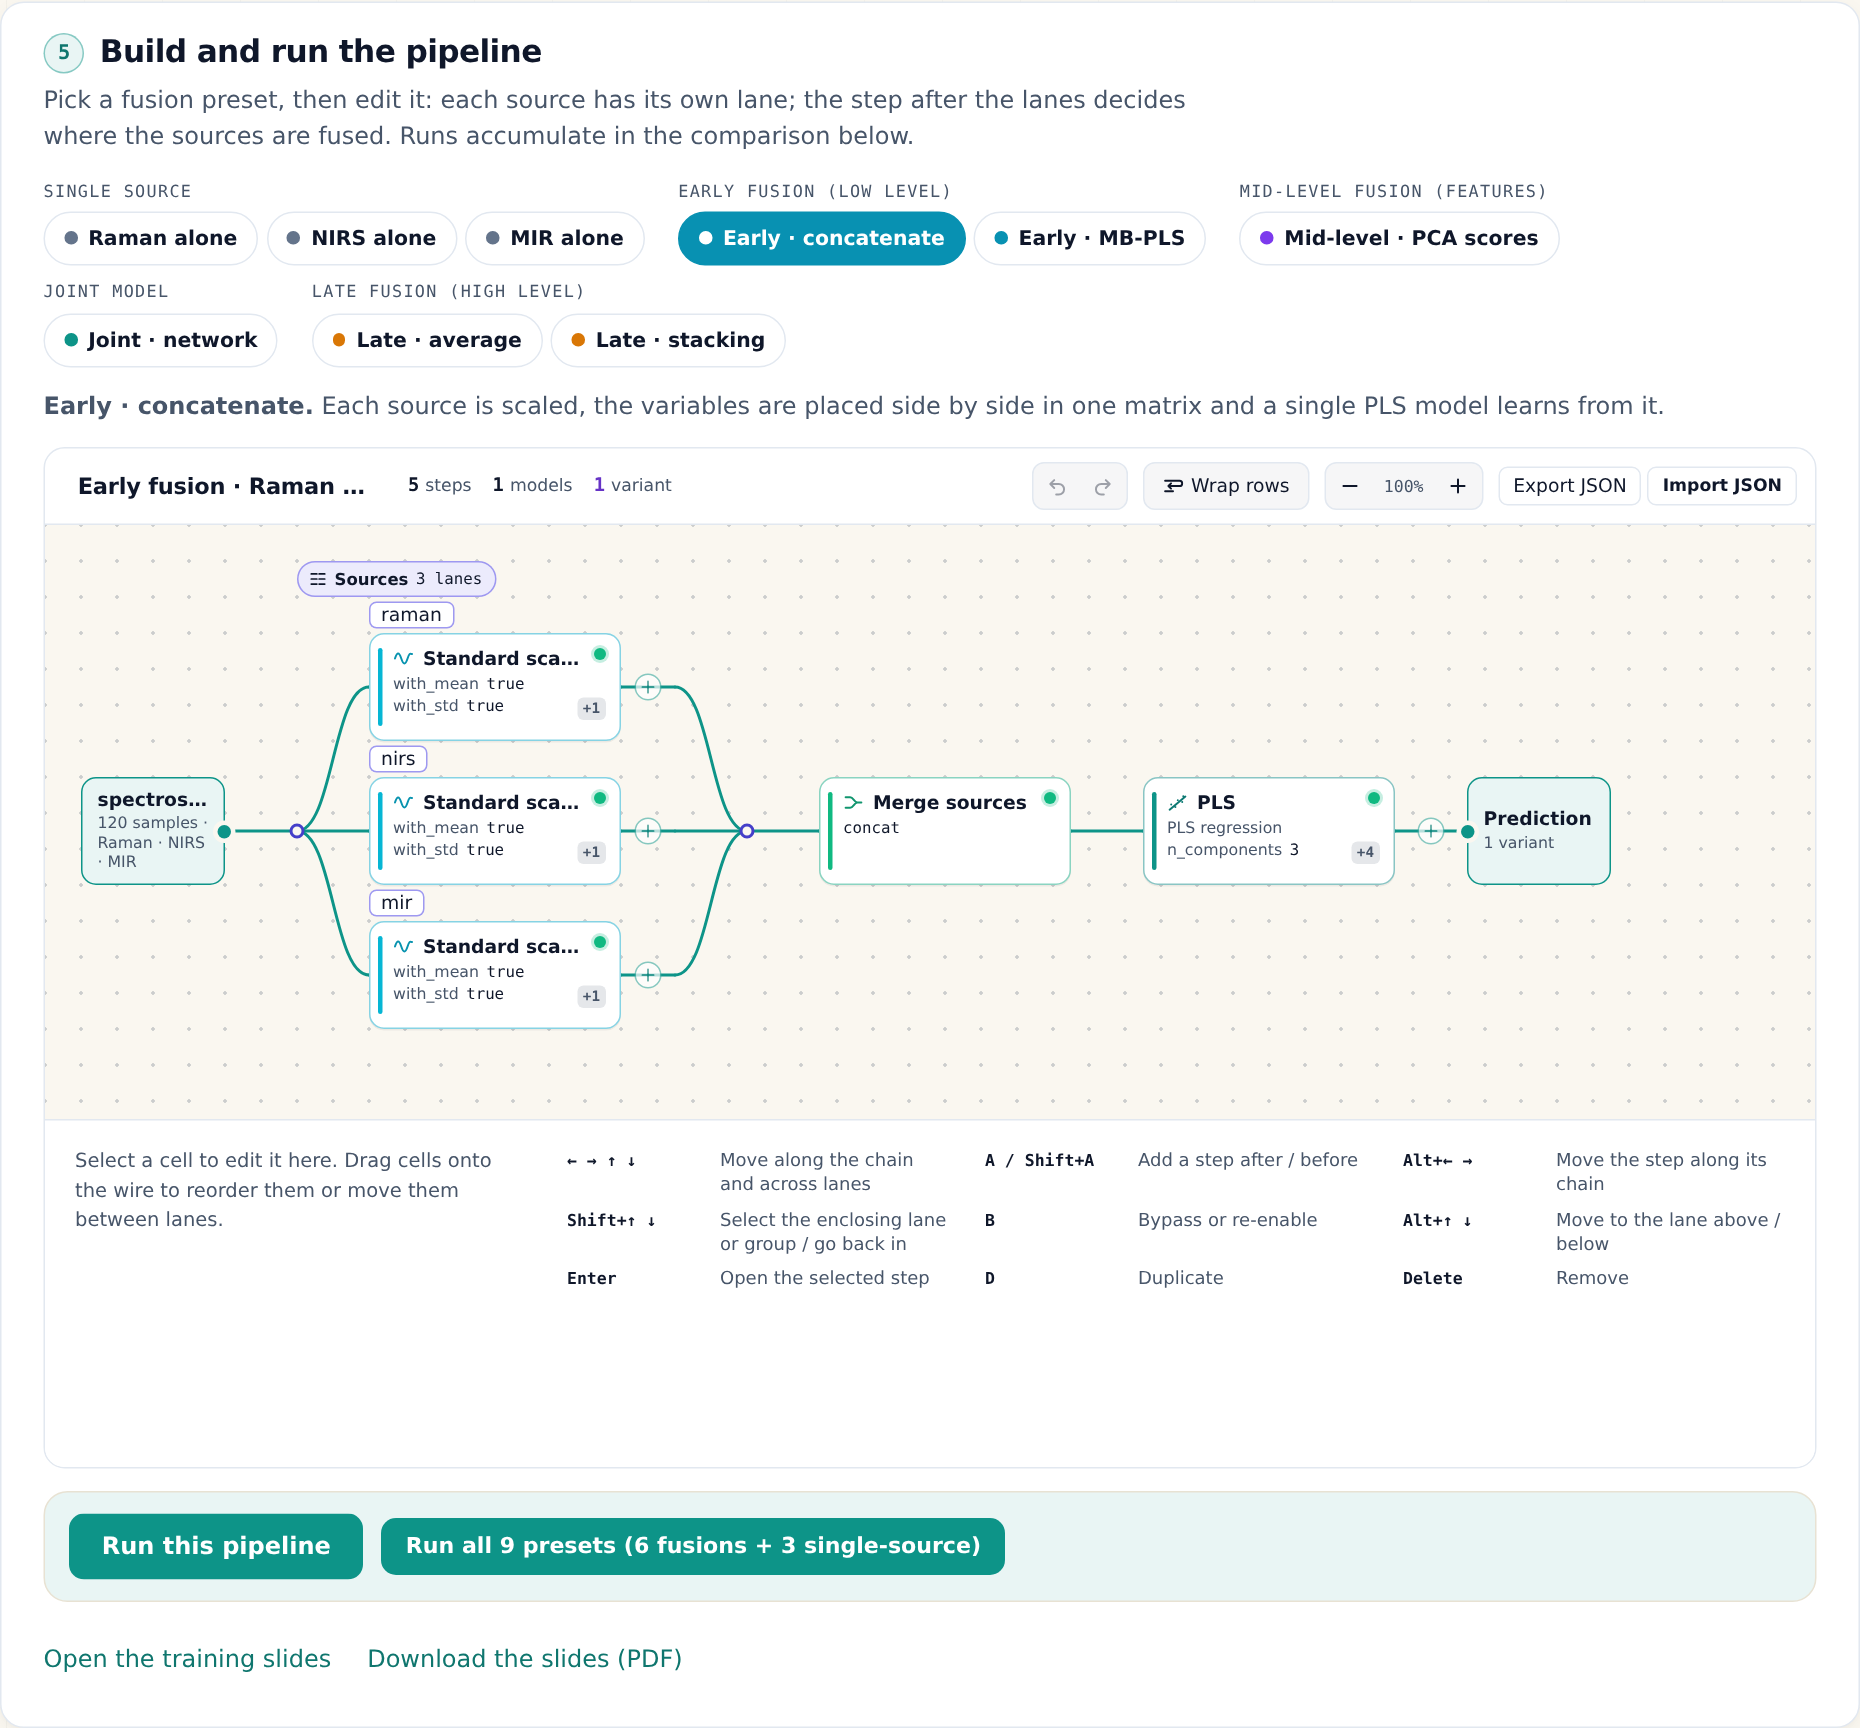 5 Build and run the pipeline
Pick a fusion preset, then edit it: each source has its own lane; the step after the lanes decides
where the sources are fused. Runs accumulate in the comparison below.
SINGLE SOURCE
Raman alone
NIRS alone
MIR alone
EARLY FUSION (LOW LEVEL)
Early · concatenate
Early · MB-PLS
MID-LEVEL FUSION (FEATURES)
Mid-level · PCA scores
JOINT MODEL
Joint · network
LATE FUSION (HIGH LEVEL)
Late · average
Late · stacking
Early · concatenate. Each source is scaled, the variables are placed side by side in one matrix and a single PLS model learns from it.
Early fusion · Raman ...
5 steps 1 models 1 variant
Wrap rows
− 100% +
Export JSON
Import JSON
Sources 3 lanes
raman
Standard sca...
with_mean true
with_std true
+1
nirs
Standard sca...
with_mean true
with_std true
+1
mir
Standard sca...
with_mean true
with_std true
+1
spectros...
120 samples ·
Raman · NIRS
· MIR
Merge sources
concat
PLS
PLS regression
n_components 3
+4
Prediction
1 variant
Select a cell to edit it here. Drag cells onto
the wire to reorder them or move them
between lanes.
← → ↑ ↓
Move along the chain
and across lanes
A / Shift+A
Add a step after / before
Alt+← →
Move the step along its
chain
Shift+↑ ↓
Select the enclosing lane
or group / go back in
B
Bypass or re-enable
Alt+↑ ↓
Move to the lane above /
below
Enter
Open the selected step
D
Duplicate
Delete
Remove
Run this pipeline
Run all 9 presets (6 fusions + 3 single-source)
Open the training slides
Download the slides (PDF)